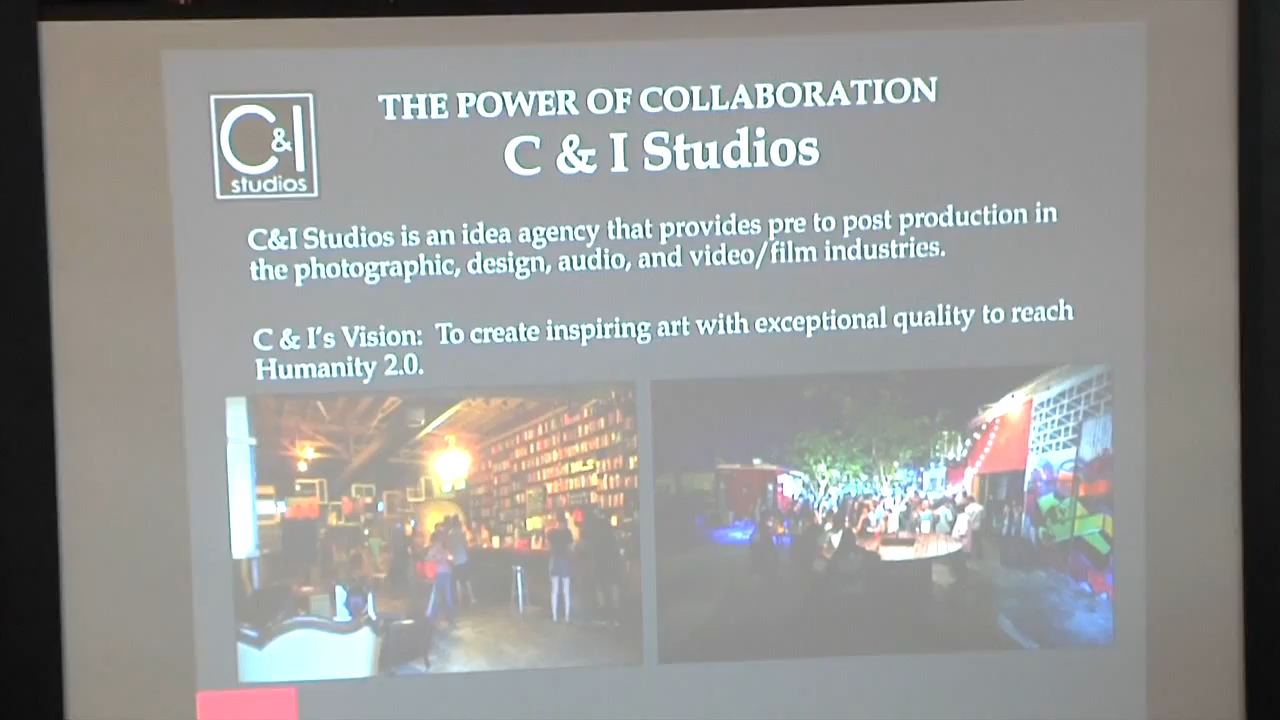 THE POWER OF COLLABORATION
C&I
studios
C & I Studios
C&I Studios is an idea agency that provides pre to post production in
the photographic, design, audio, and video/film industries.
C & I's Vision: To create inspiring art with exceptional quality to reach
Humanity 2.0.